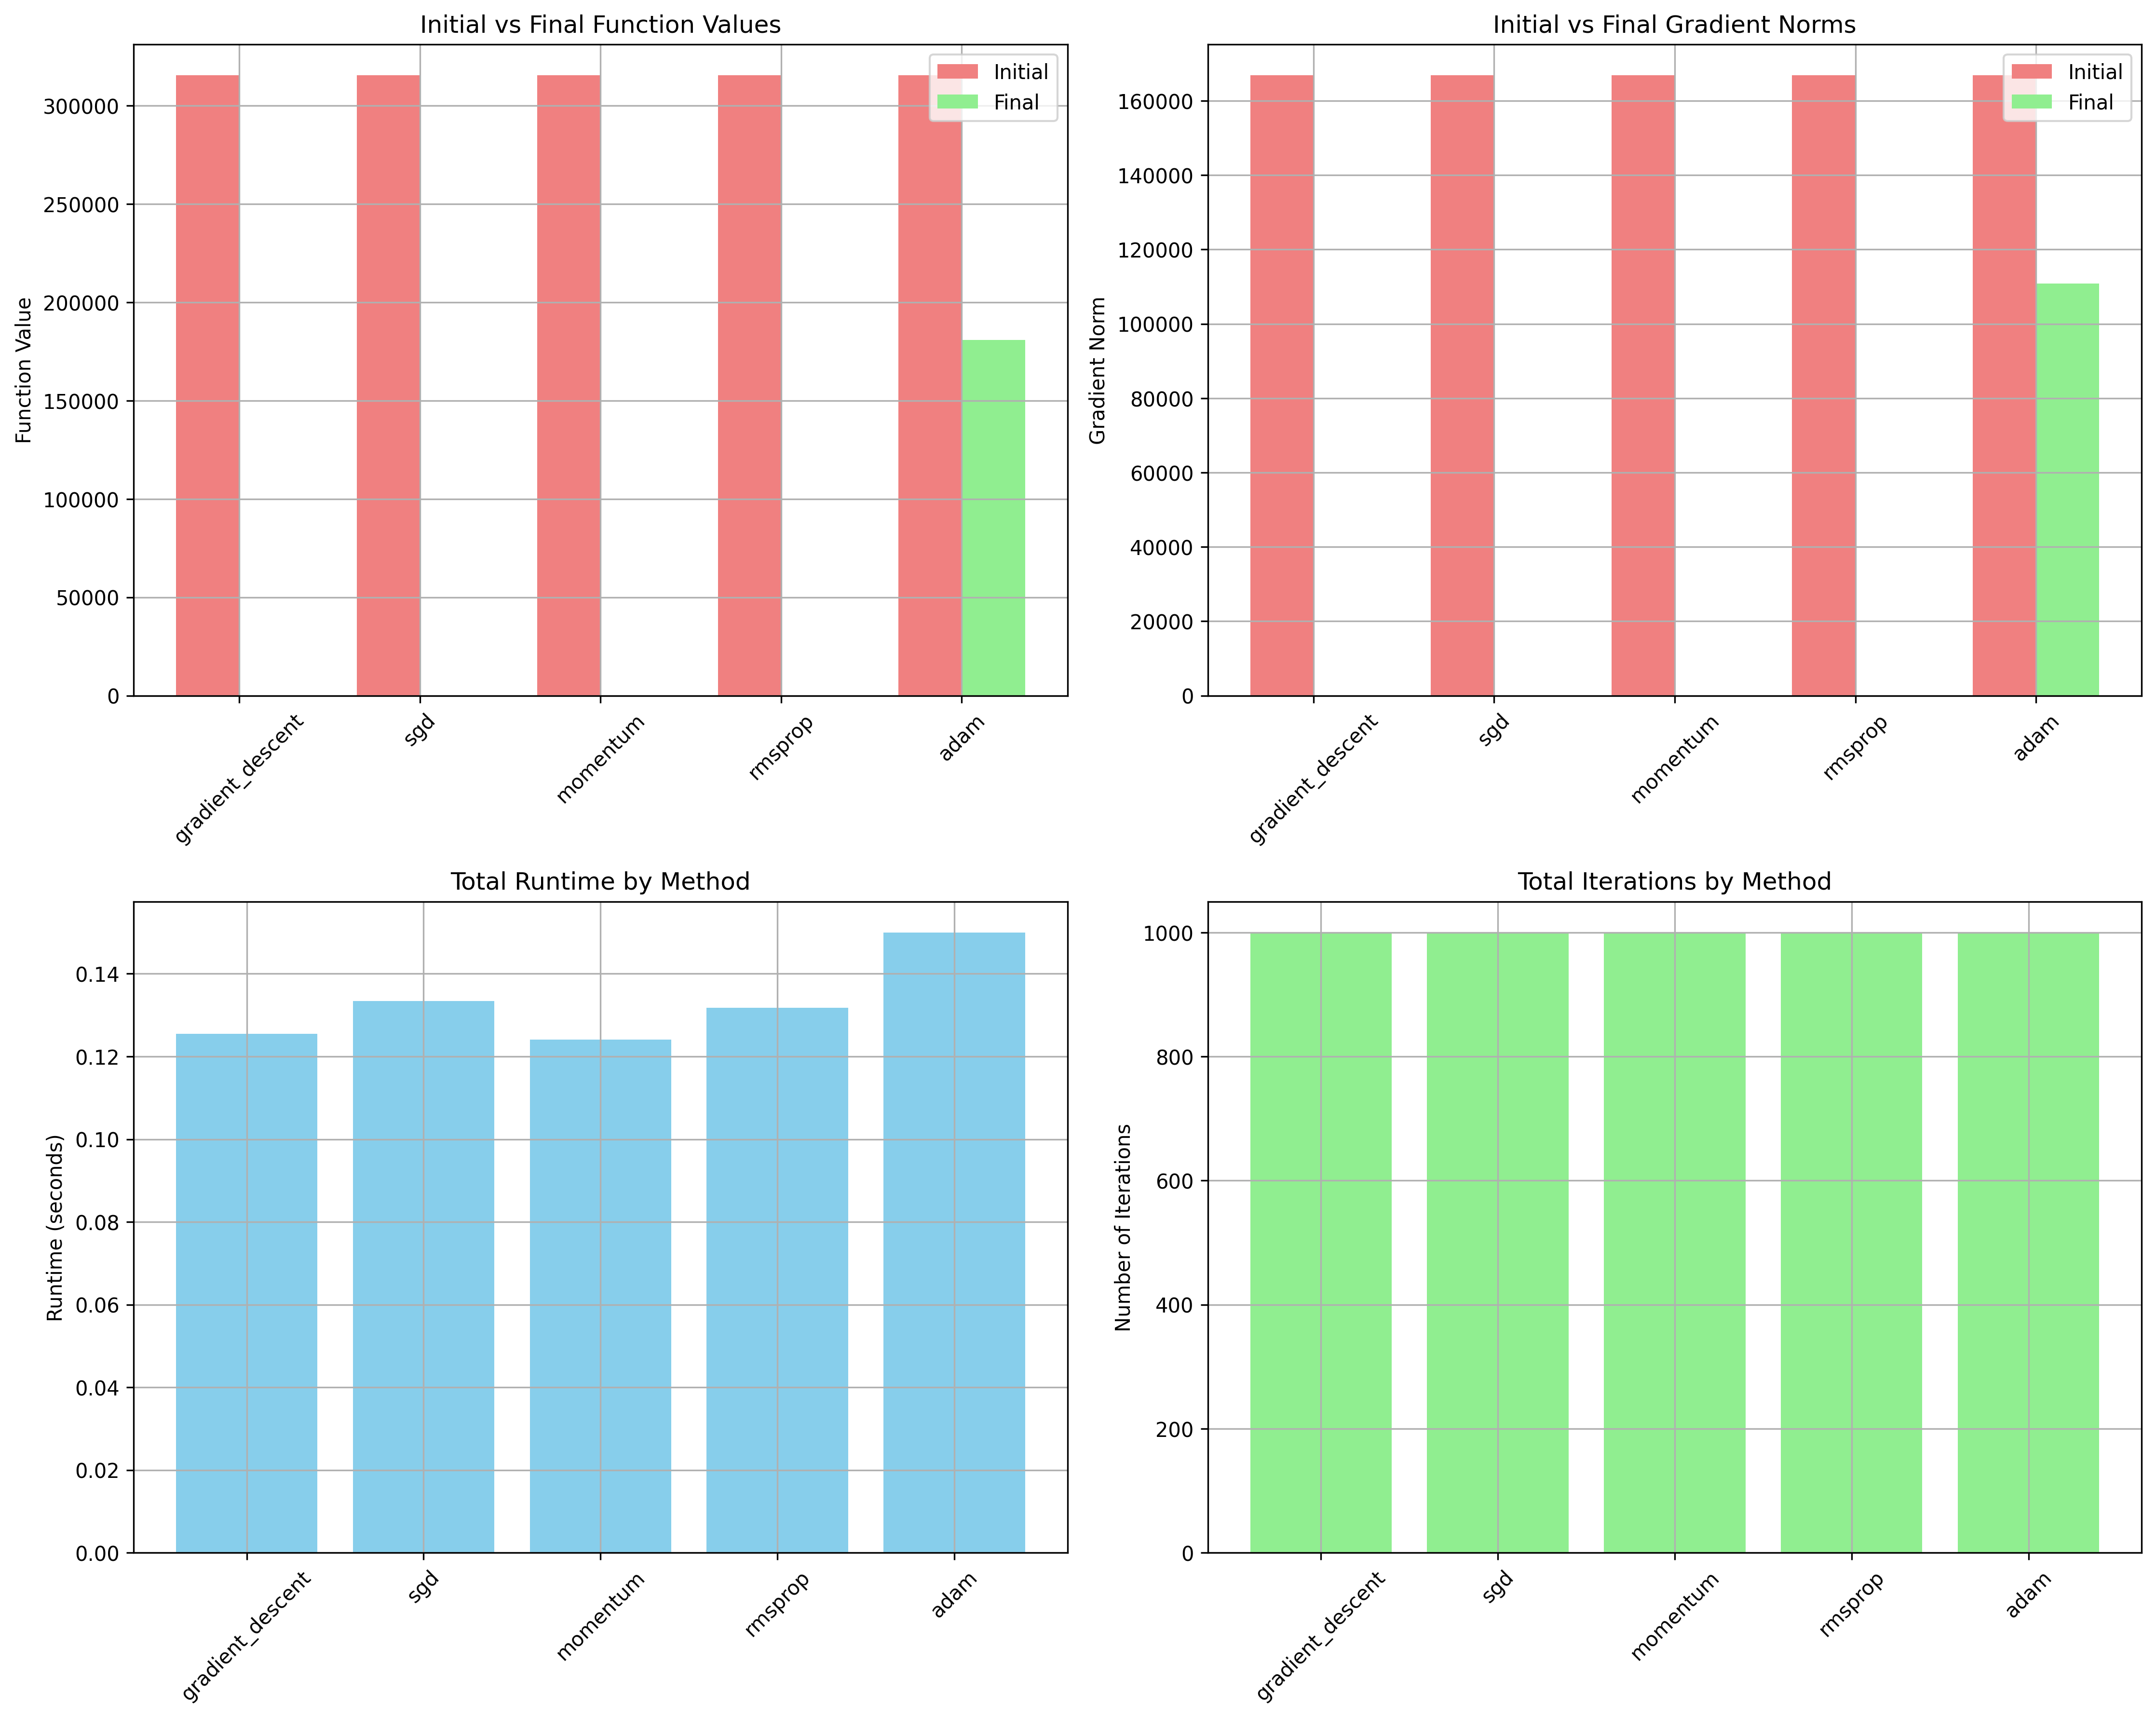 Initial vs Final Function Values
Function Value
300000
250000
200000
150000
100000
50000
0
Initial
Final
gradient_descent
sgd
momentum
rmsprop
adam
Initial vs Final Gradient Norms
Gradient Norm
160000
140000
120000
100000
80000
60000
40000
20000
0
Initial
Final
gradient_descent
sgd
momentum
rmsprop
adam
Total Runtime by Method
Runtime (seconds)
0.14
0.12
0.10
0.08
0.06
0.04
0.02
0.00
gradient_descent
sgd
momentum
rmsprop
adam
Total Iterations by Method
Number of Iterations
1000
800
600
400
200
0
gradient_descent
sgd
momentum
rmsprop
adam